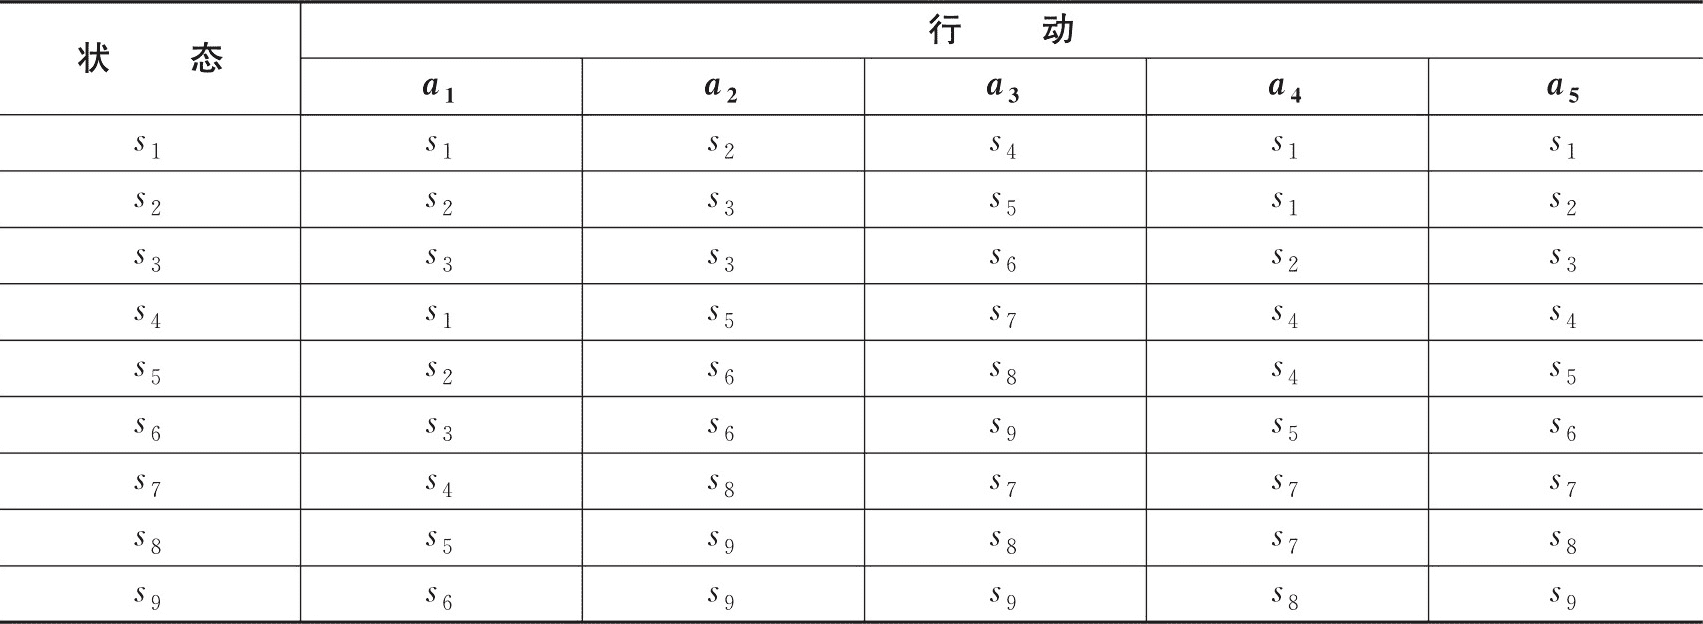 状 态 行 动
a1 a2 a3 a4 a5
s1 s1 s2 s4 s1 s1
s2 s2 s3 s5 s1 s2
s3 s3 s3 s6 s2 s3
s4 s1 s5 s7 s4 s4
s5 s2 s6 s8 s4 s5
s6 s3 s6 s9 s5 s6
s7 s4 s8 s7 s7 s7
s8 s5 s9 s8 s7 s8
s9 s6 s9 s9 s8 s9